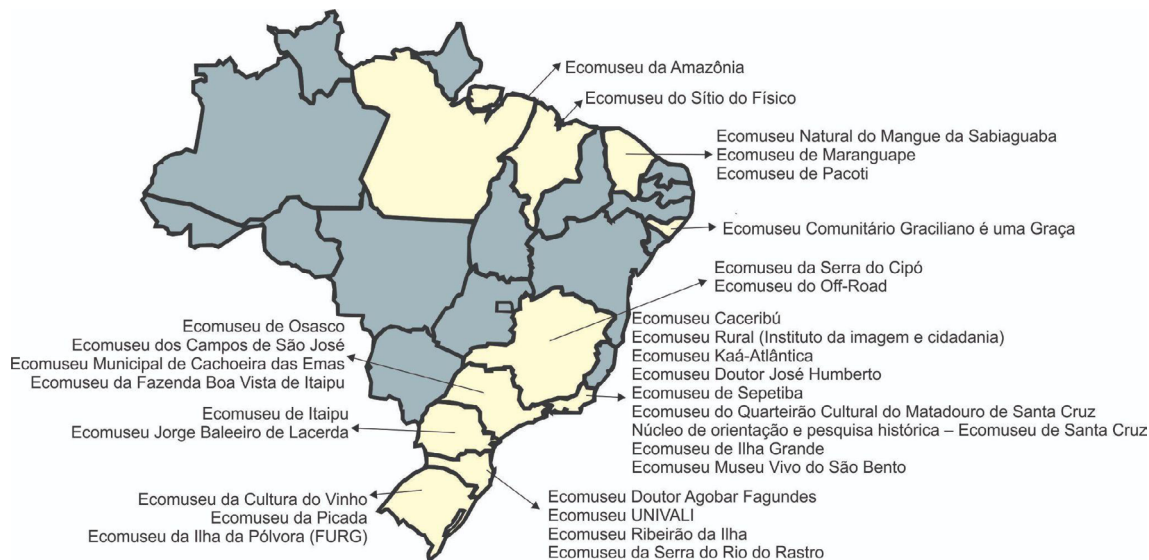 Ecomuseu da Amazônia
Ecomuseu do Sítio do Físico
Ecomuseu Natural do Mangue da Sabiaguaba
Ecomuseu de Maranguape
Ecomuseu de Pacoti
Ecomuseu Comunitário Graciliano é uma Graça
Ecomuseu da Serra do Cipó
Ecomuseu do Off-Road
Ecomuseu Caceribú
Ecomuseu Rural (Instituto da imagem e cidadania)
Ecomuseu Kaá-Atlântica
Ecomuseu Doutor José Humberto
Ecomuseu de Sepetiba
Ecomuseu do Quarteirão Cultural do Matadouro de Santa Cruz
Núcleo de orientação e pesquisa histórica – Ecomuseu de Santa Cruz
Ecomuseu de Ilha Grande
Ecomuseu Museu Vivo do São Bento
Ecomuseu de Osasco
Ecomuseu dos Campos de São José
Ecomuseu Municipal de Cachoeira das Emas
Ecomuseu da Fazenda Boa Vista de Itaipu
Ecomuseu de Itaipu
Ecomuseu Jorge Baleeiro de Lacerda
Ecomuseu da Cultura do Vinho
Ecomuseu da Picada
Ecomuseu da Ilha da Pólvora (FURG)
Ecomuseu Doutor Agobar Fagundes
Ecomuseu UNIVALI
Ecomuseu Ribeirão da Ilha
Ecomuseu da Serra do Rio do Rastro